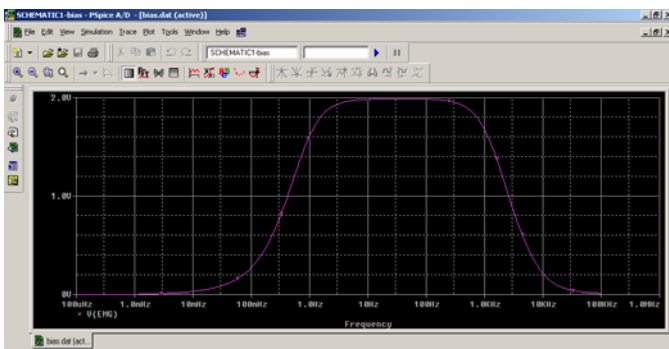 SCHEMATIC1-bias - PSpice A/D - [bias.dat (active)]
File Edit View Simulation Trace Plot Tools Window Help
SCHEMATIC1-bias
2.0V
1.0V
0V
100uHz 1.0mHz 10mHz 100mHz 1.0Hz 10Hz 100Hz 1.0KHz 10KHz 100KHz 1.0MHz
V(EMG)
Frequency
bias.dat (act...